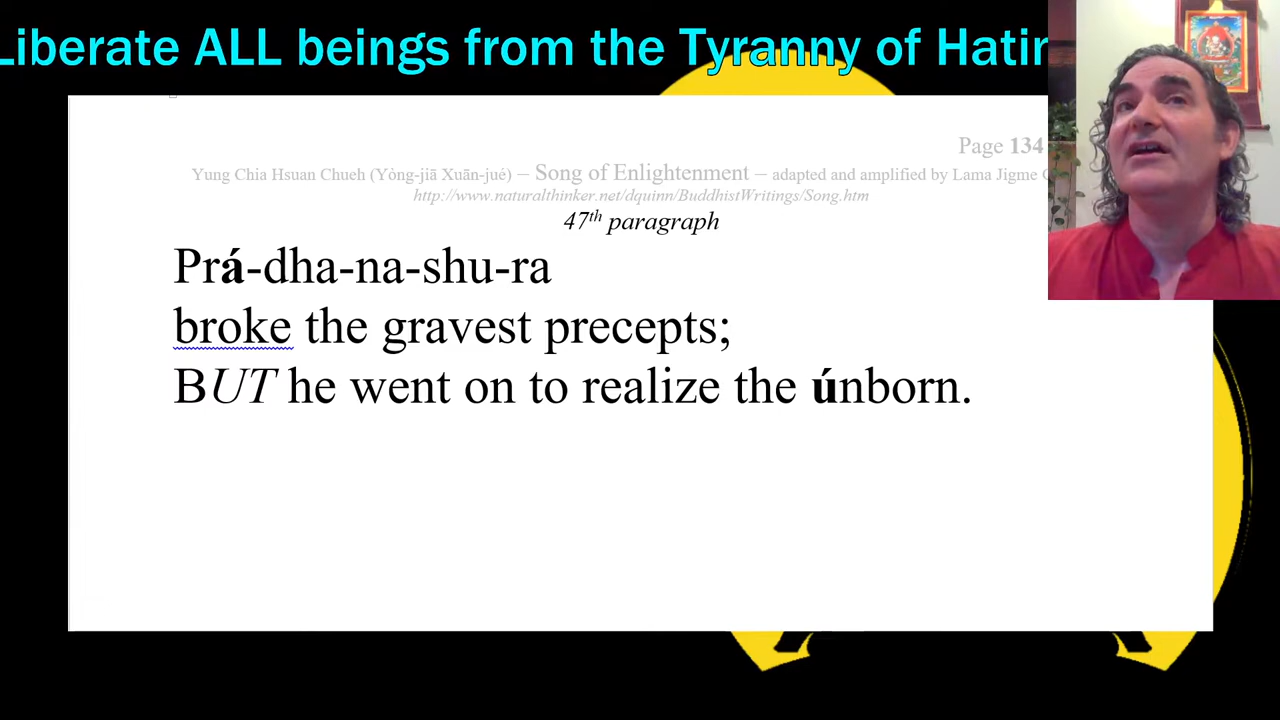 Liberate ALL beings from the Tyranny of Hatin
Page 134
Yung Chia Hsuan Chueh (Yòng-jiā Xuān-jué) – Song of Enlightenment – adapted and amplified by Lama Jigme
http://www.naturalthinker.net/dquinn/BuddhistWritings/Song.htm
47th paragraph
Prá-dha-na-shu-ra
broke the gravest precepts;
BUT he went on to realize the únborn.